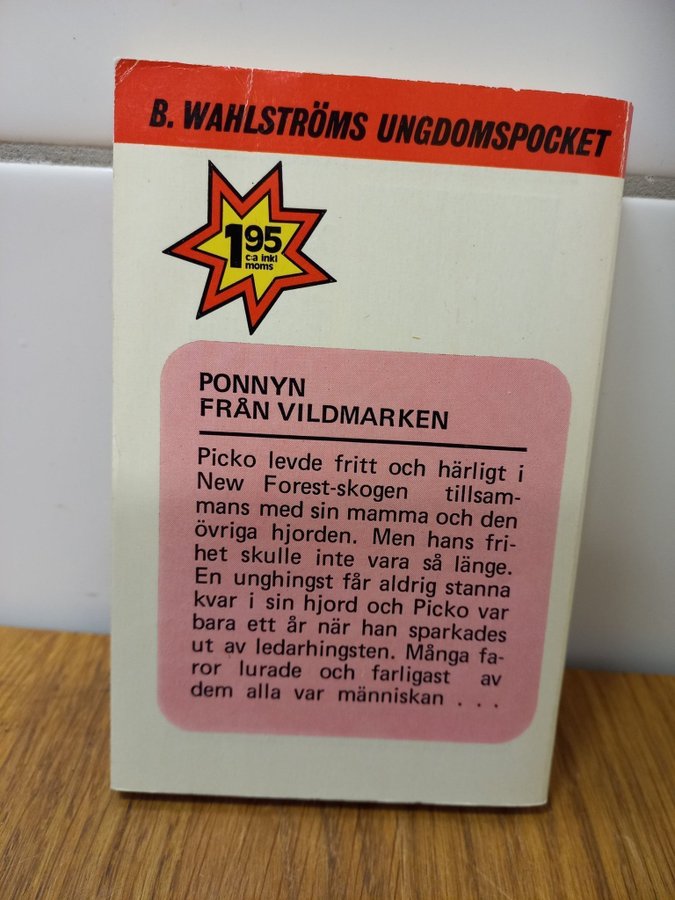 B. WAHLSTRÖMS UNGDOMSPOCKET
1.95
c:a inkl
moms
PONNYN
FRÅN VILDMARKEN
Picko levde fritt och härligt i
New Forest-skogen tillsam-
mans med sin mamma och den
övriga hjorden. Men hans fri-
het skulle inte vara så länge.
En unghingst får aldrig stanna
kvar i sin hjord och Picko var
bara ett år när han sparkades
ut av ledarhingsten. Många fa-
ror lurade och farligast av
dem alla var människan . . .